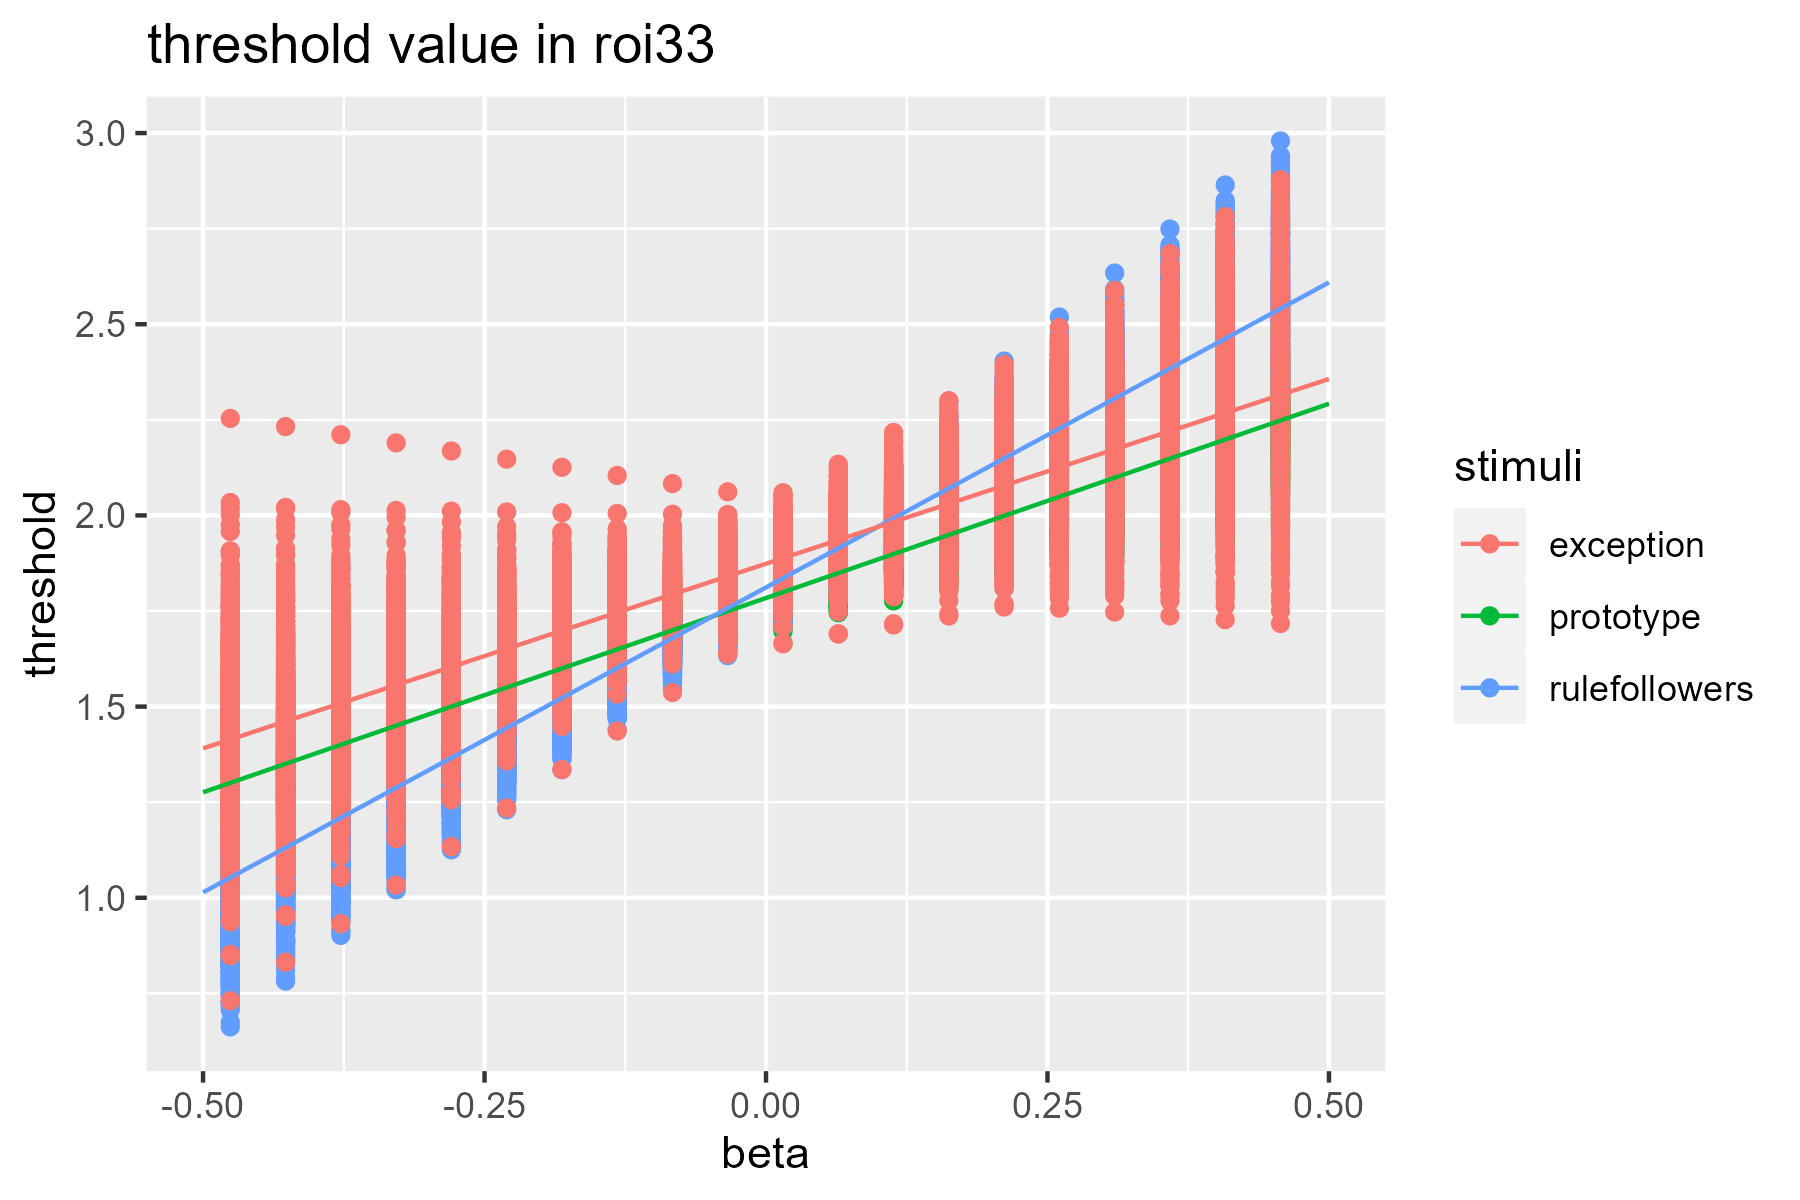 threshold value in roi33
3.0
2.5
2.0
1.5
1.0
threshold
-0.50
-0.25
0.00
0.25
0.50
beta
stimuli
exception
prototype
rulefollowers